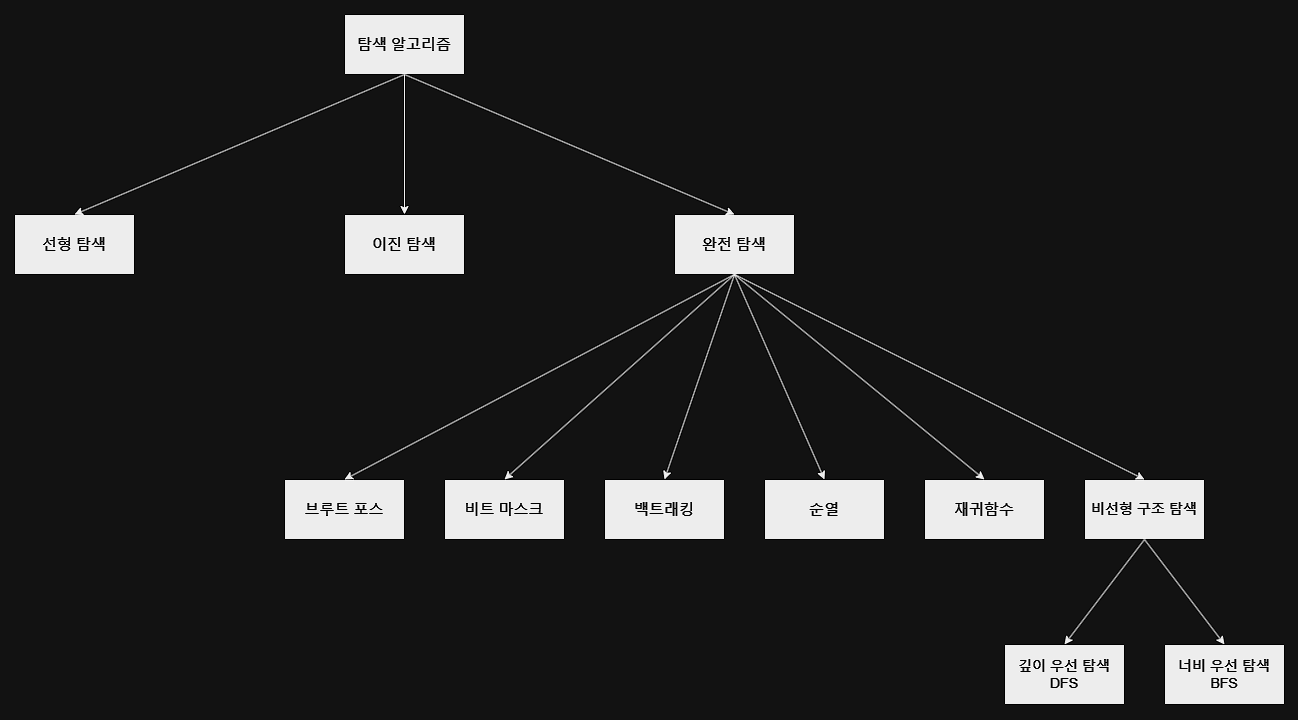 탐색 알고리즘
선형 탐색
이진 탐색
완전 탐색
브루트 포스
비트 마스크
백트래킹
순열
재귀함수
비선형 구조 탐색
깊이 우선 탐색
DFS
너비 우선 탐색
BFS